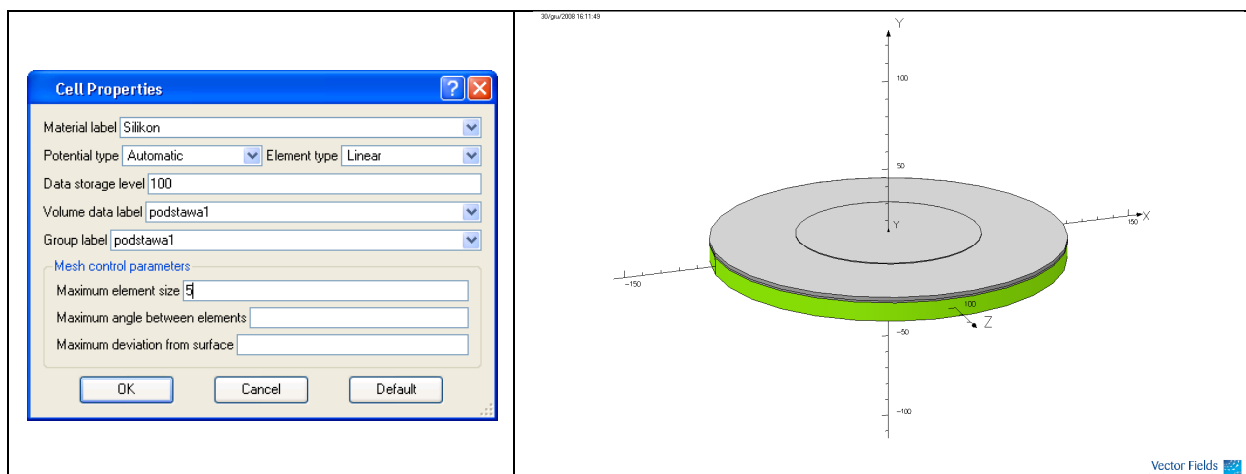 Cell Properties
Material label Silikon
Potential type Automatic Element type Linear
Data storage level 100
Volume data label podstawa1
Group label podstawa1
Mesh control parameters
Maximum element size 5
Maximum angle between elements
Maximum deviation from surface
OK Cancel Default
30/gru/2008 16:11:49
Y
100
50
150 X
Y
-150
100
Z
-50
-100
Vector Fields